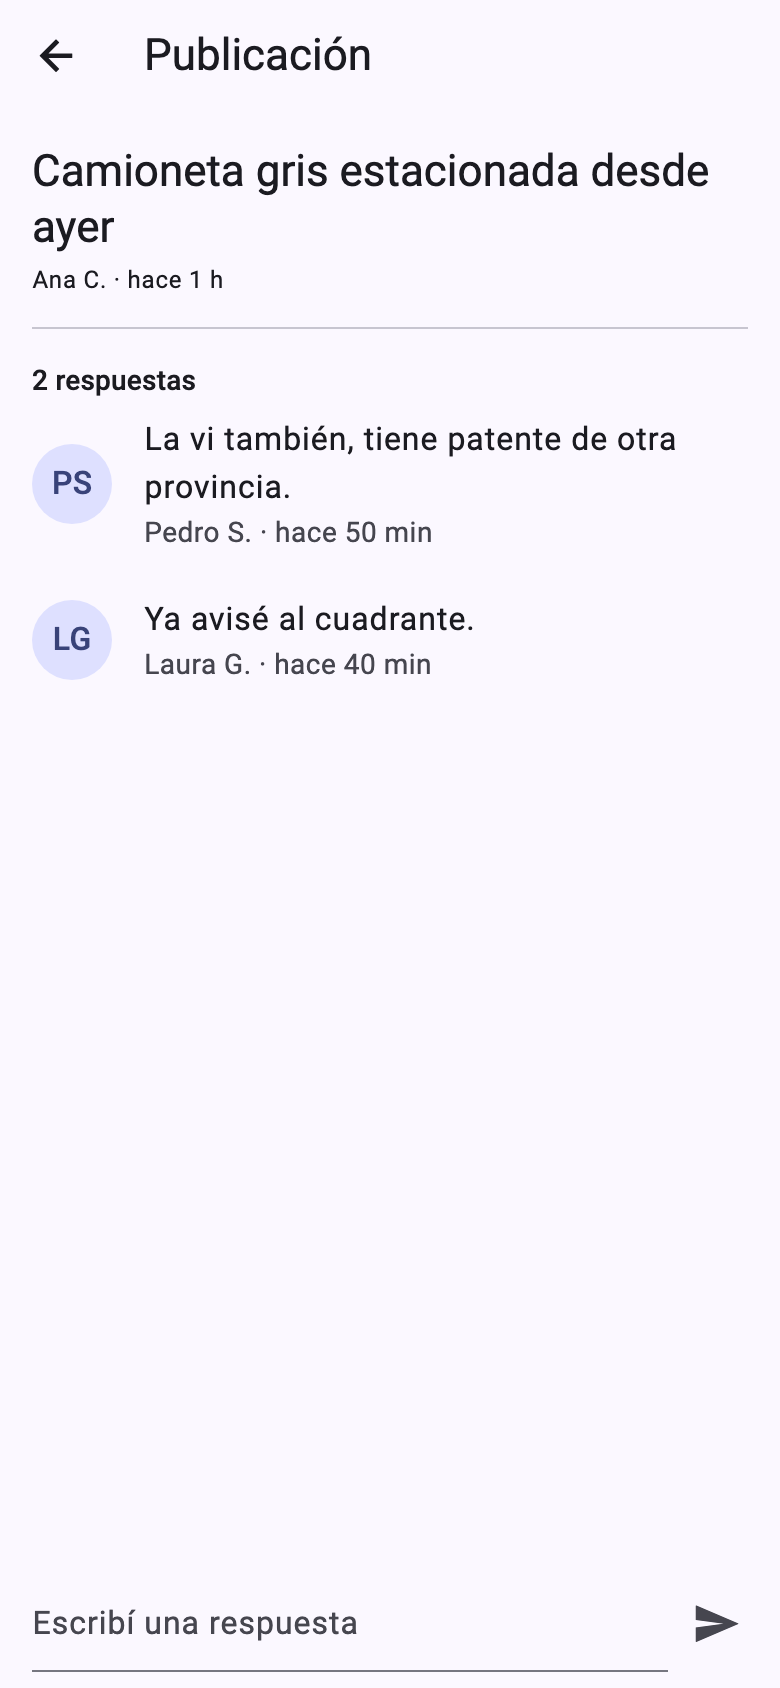 Publicación
Camioneta gris estacionada desde
ayer
Ana C. · hace 1 h
2 respuestas
PS
La vi también, tiene patente de otra
provincia.
Pedro S. · hace 50 min
LG
Ya avisé al cuadrante.
Laura G. · hace 40 min
Escribí una respuesta